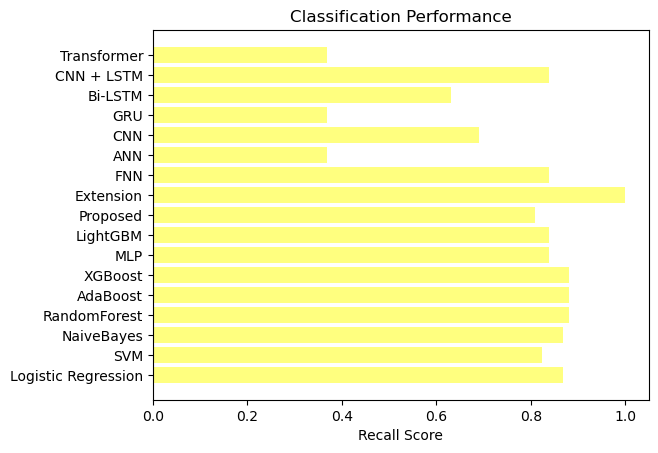 Classification Performance
Transformer
CNN + LSTM
Bi-LSTM
GRU
CNN
ANN
FNN
Extension
Proposed
LightGBM
MLP
XGBoost
AdaBoost
RandomForest
NaiveBayes
SVM
Logistic Regression
0.0 0.2 0.4 0.6 0.8 1.0
Recall Score